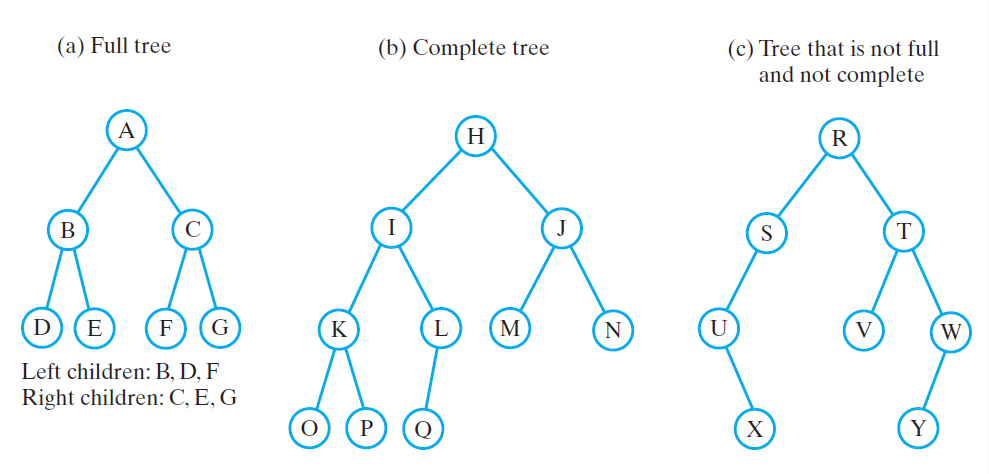 (a) Full tree
A
B
C
D
E
F
G
Left children: B, D, F
Right children: C, E, G
(b) Complete tree
H
I
J
K
L
M
N
O
P
Q
(c) Tree that is not full
and not complete
R
S
T
U
V
W
X
Y